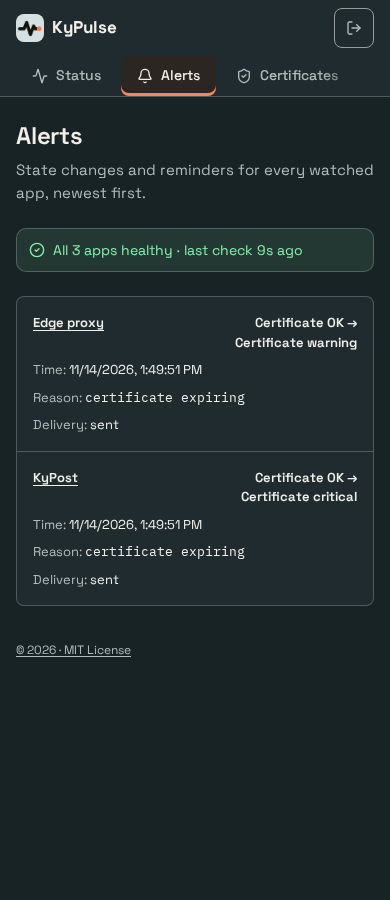 KyPulse
Status
Alerts
Certificates
Alerts
State changes and reminders for every watched
app, newest first.
All 3 apps healthy · last check 9s ago
Edge proxy
Certificate OK →
Certificate warning
Time: 11/14/2026, 1:49:51 PM
Reason: certificate expiring
Delivery: sent
KyPost
Certificate OK →
Certificate critical
Time: 11/14/2026, 1:49:51 PM
Reason: certificate expiring
Delivery: sent
© 2026 · MIT License